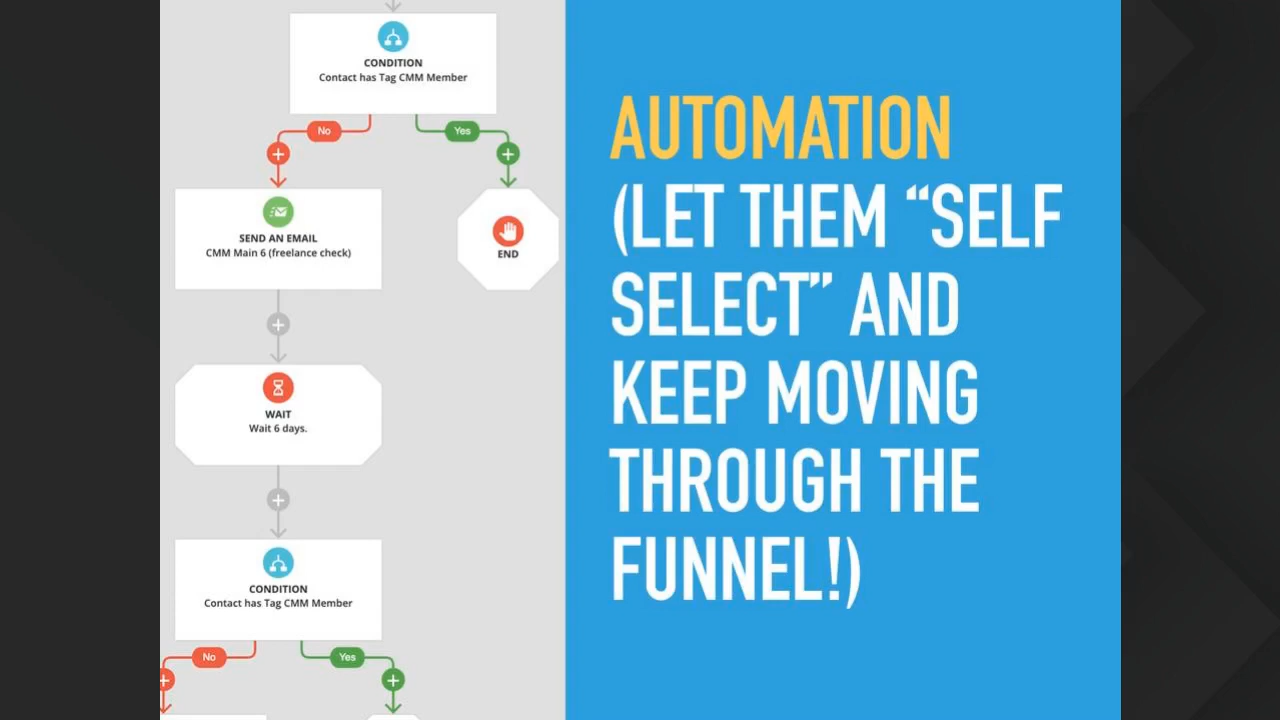 CONDITION
Contact has Tag CMM Member
No
Yes
SEND AN EMAIL
CMM Main 6 (freelance check)
END
WAIT
Wait 6 days.
CONDITION
Contact has Tag CMM Member
No
Yes
AUTOMATION
(LET THEM “SELF
SELECT” AND
KEEP MOVING
THROUGH THE
FUNNEL!)